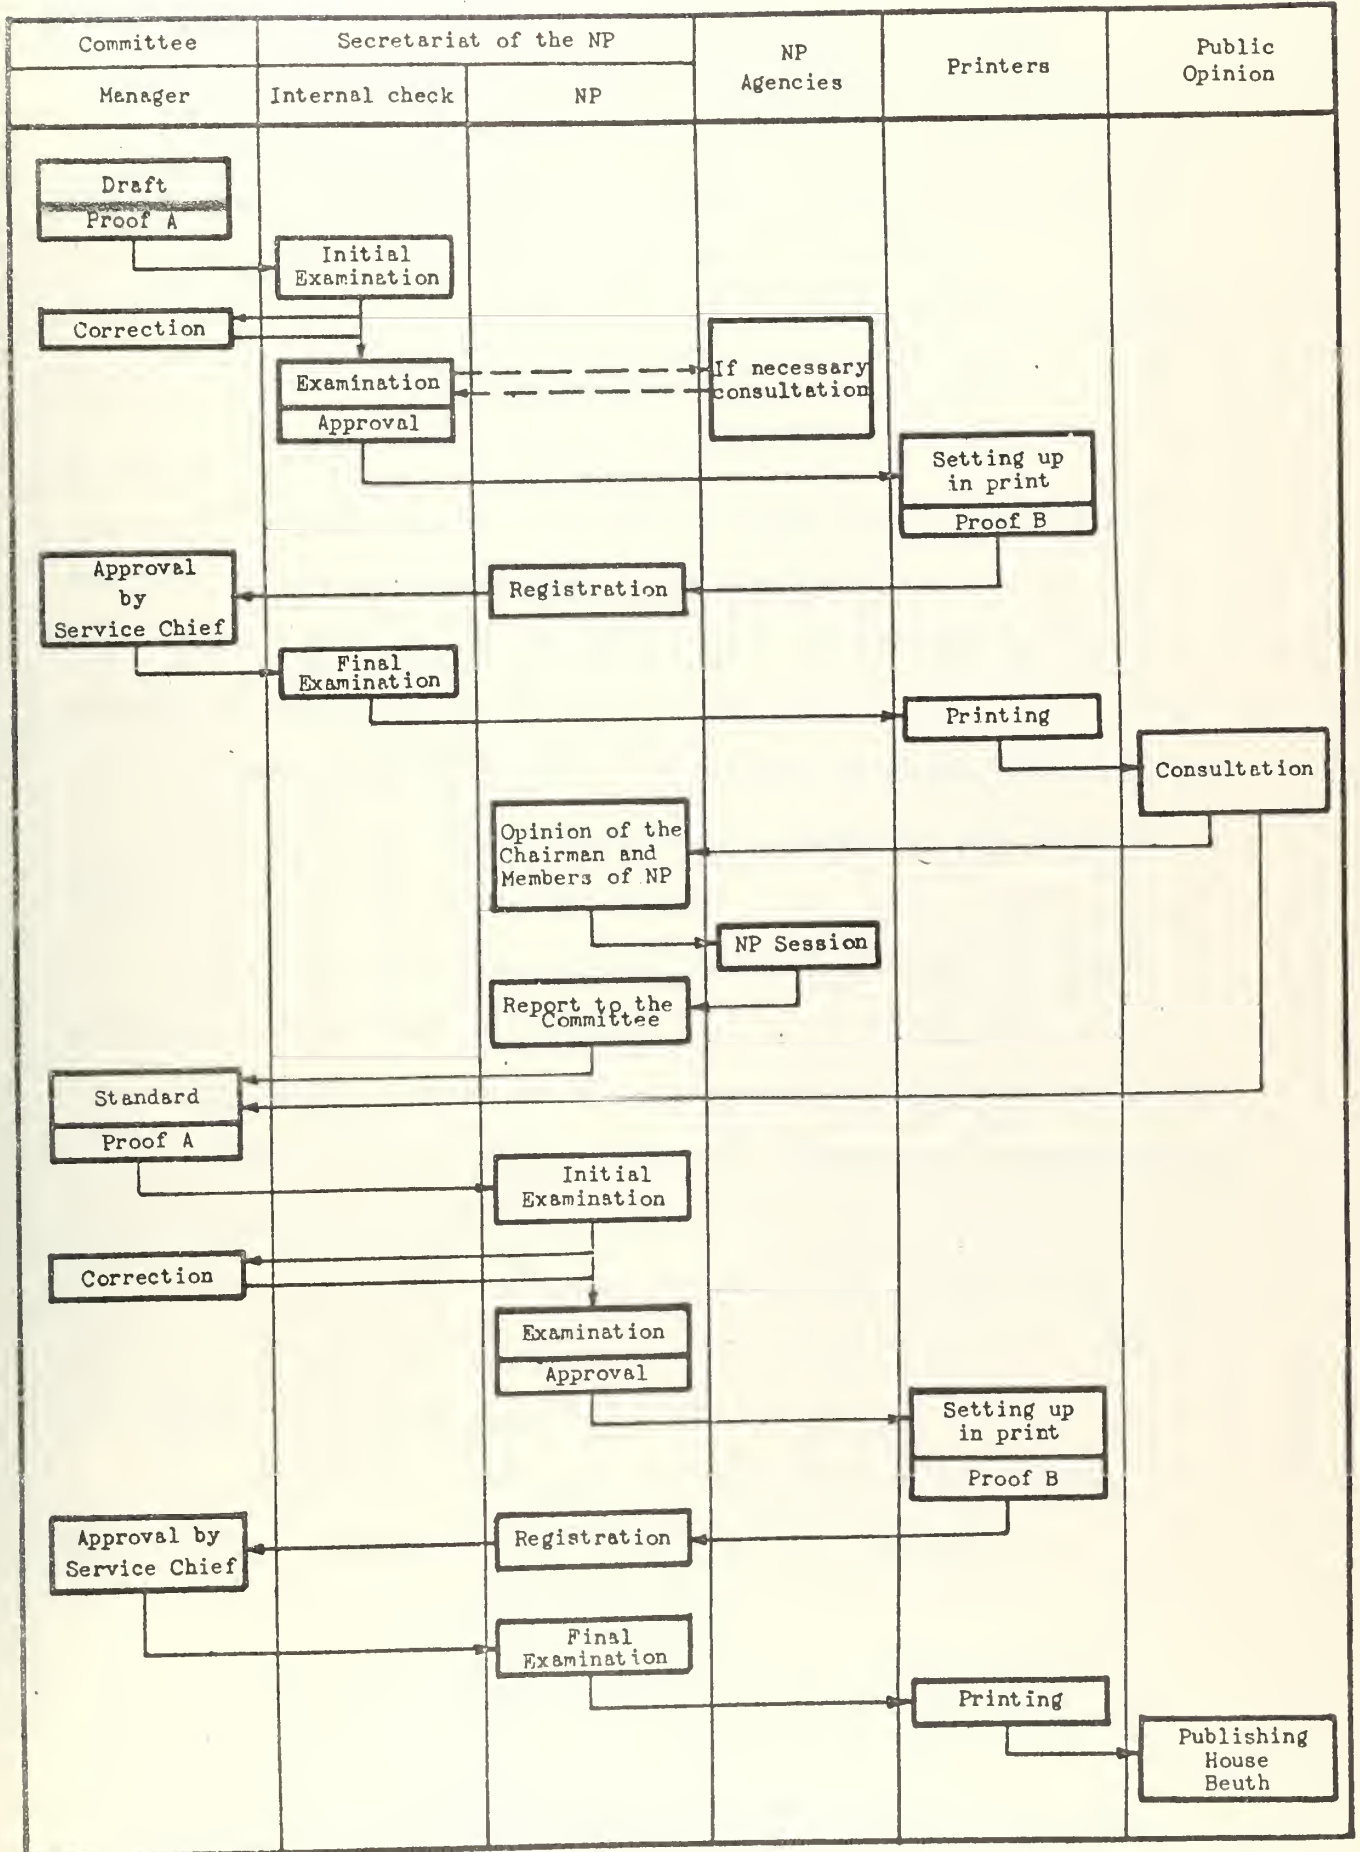 Committee
Secretariat of the NP
NP
Agencies
Printers
Public
Opinion
Manager
Internal check
NP
Draft
Proof A
Initial
Examination
Correction
Examination
Approval
If necessary
consultation
Setting up
in print
Proof B
Approval
by
Service Chief
Registration
Final
Examination
Printing
Consultation
Opinion of the
Chairman and
Members of NP
NP Session
Report to the
Committee
Standard
Proof A
Initial
Examination
Correction
Examination
Approval
Setting up
in print
Proof B
Approval by
Service Chief
Registration
Final
Examination
Printing
Publishing
House
Beuth